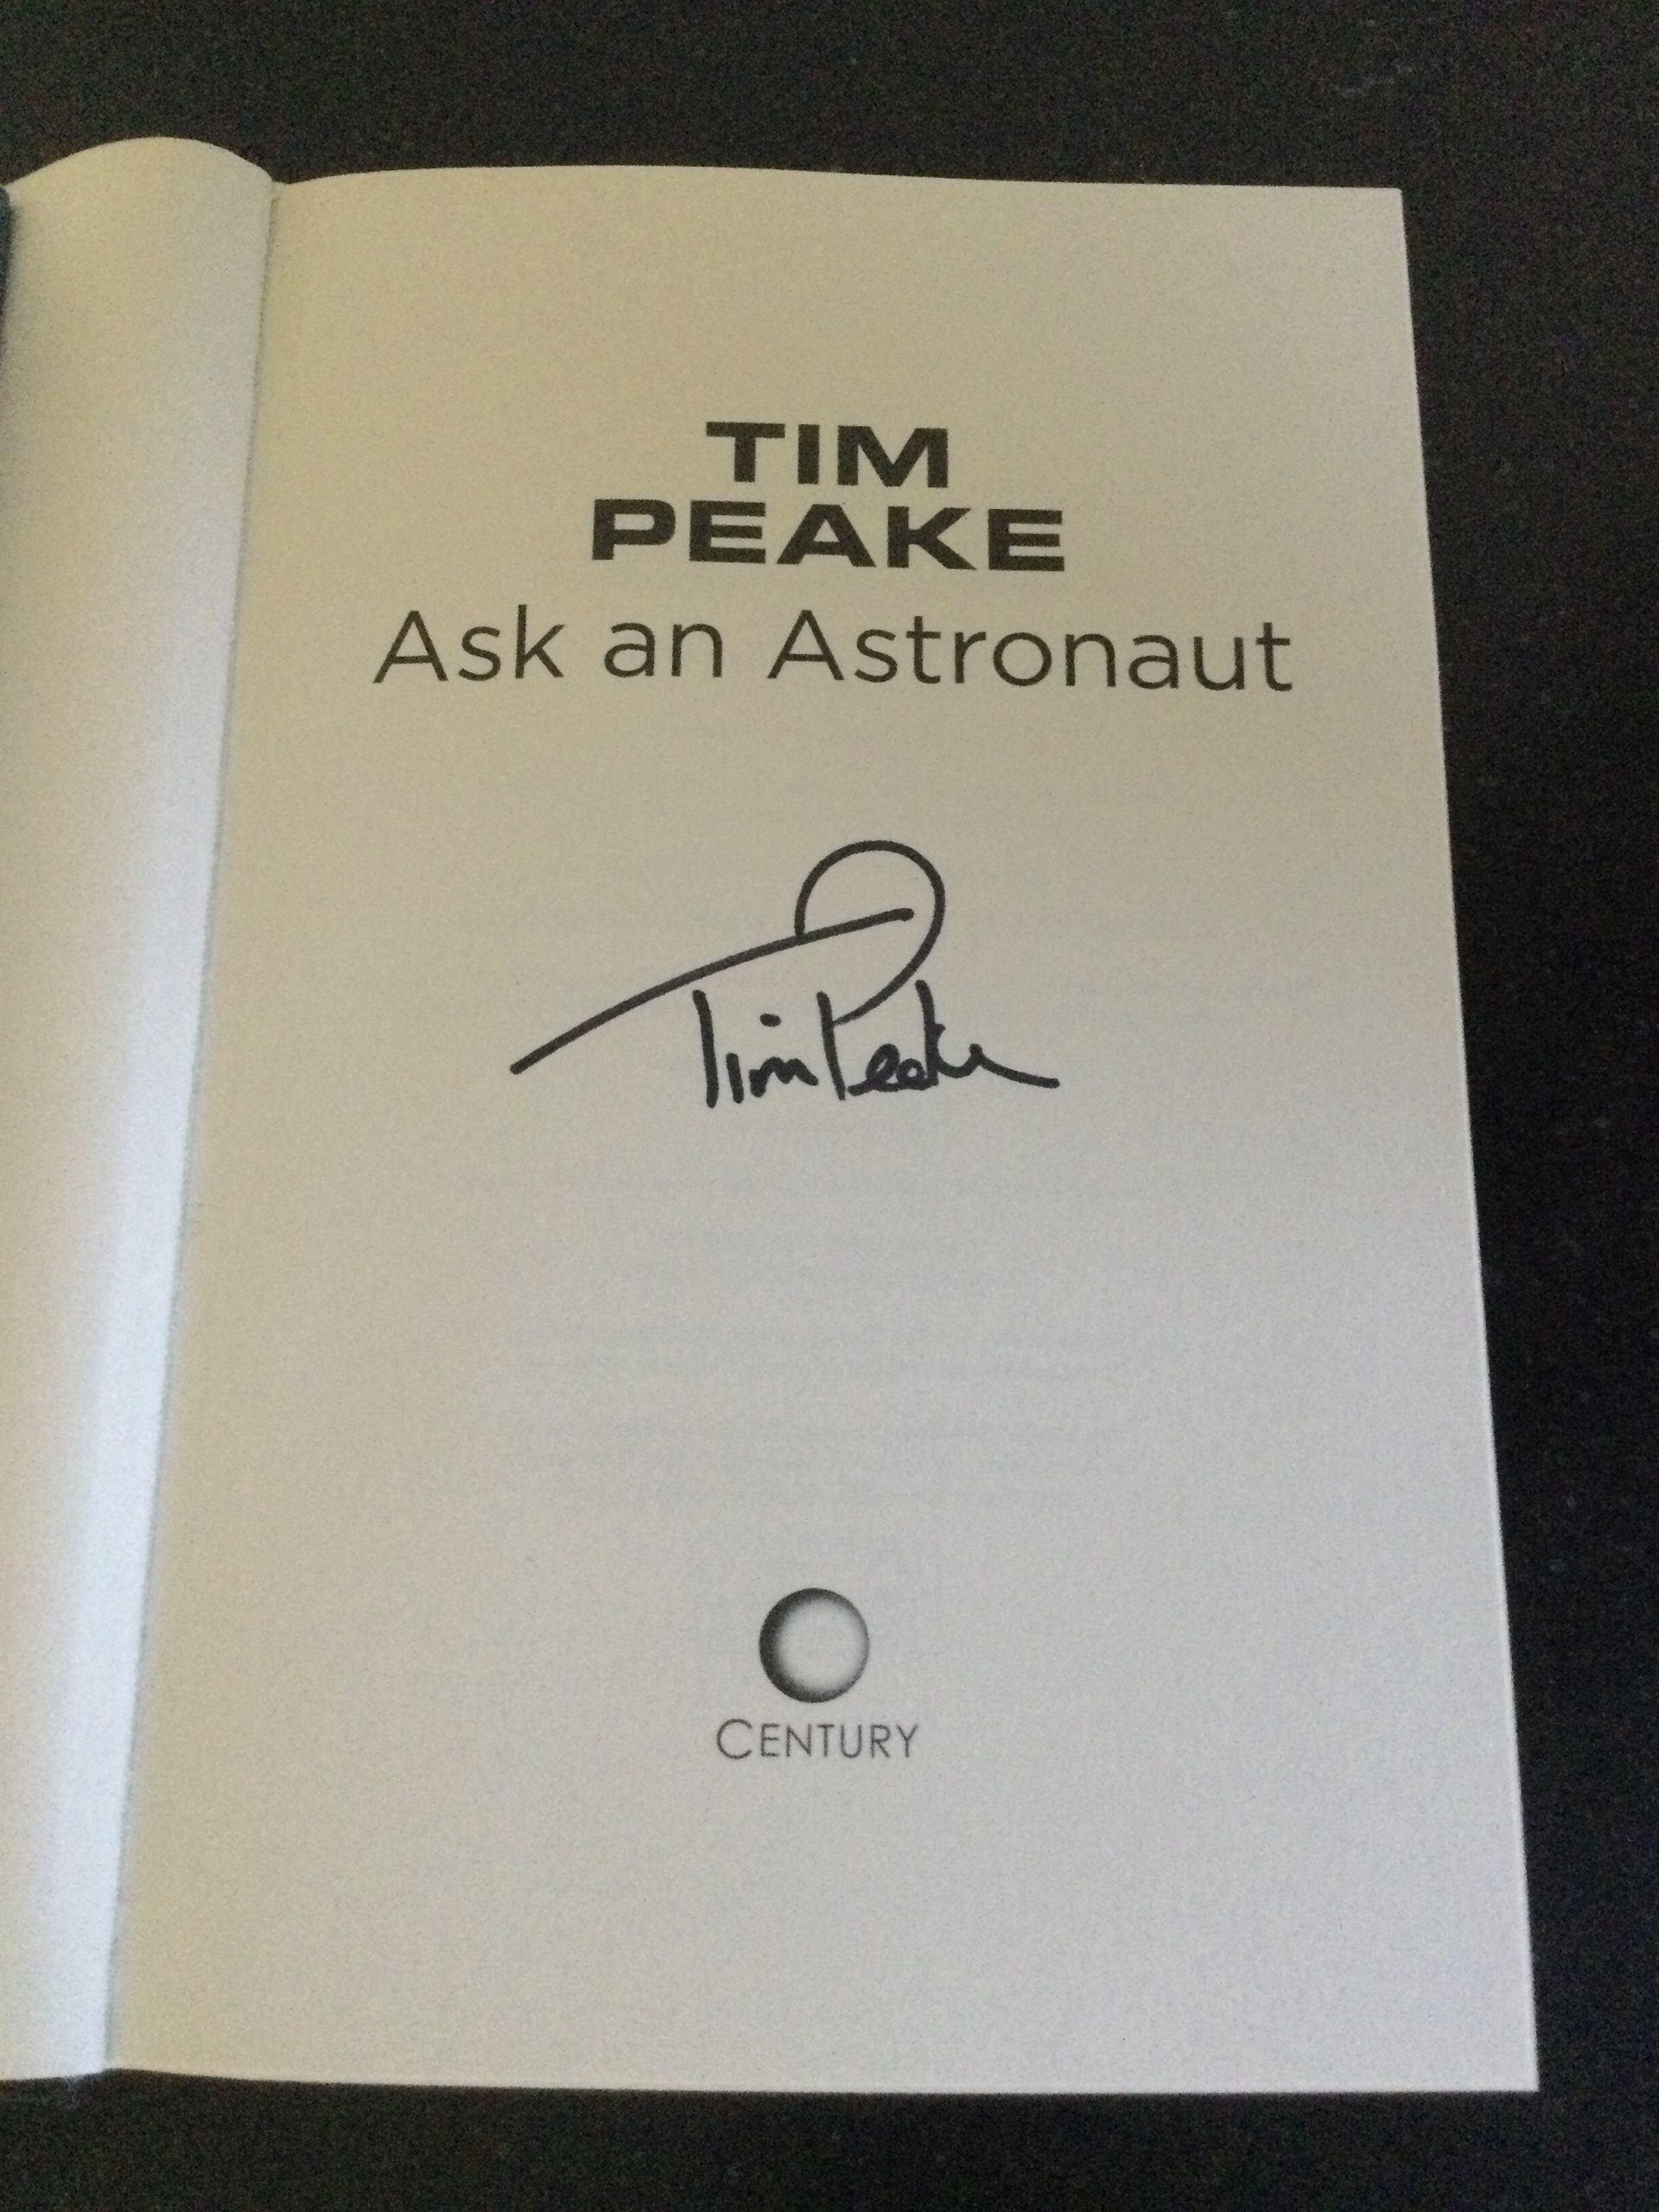 TIM
PEAKE
Ask an Astronaut
Tim Peake
CENTURY